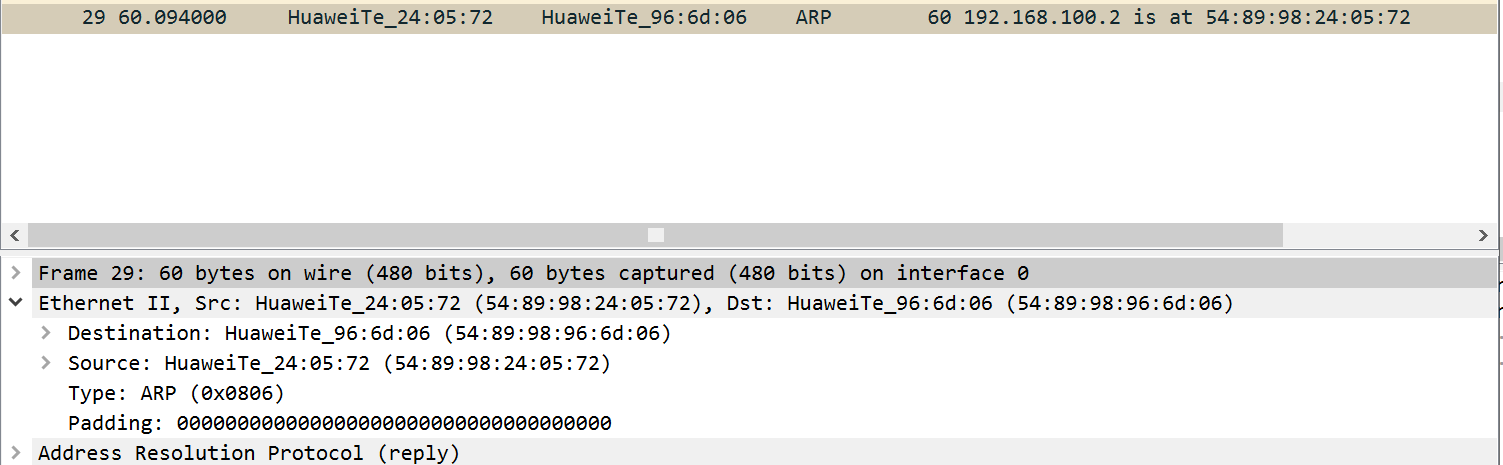 29 60.094000 HuaweiTe_24:05:72 HuaweiTe_96:6d:06 ARP 60 192.168.100.2 is at 54:89:98:24:05:72
Frame 29: 60 bytes on wire (480 bits), 60 bytes captured (480 bits) on interface 0
Ethernet II, Src: HuaweiTe_24:05:72 (54:89:98:24:05:72), Dst: HuaweiTe_96:6d:06 (54:89:98:96:6d:06)
Destination: HuaweiTe_96:6d:06 (54:89:98:96:6d:06)
Source: HuaweiTe_24:05:72 (54:89:98:24:05:72)
Type: ARP (0x0806)
Padding: 000000000000000000000000000000000000
Address Resolution Protocol (reply)